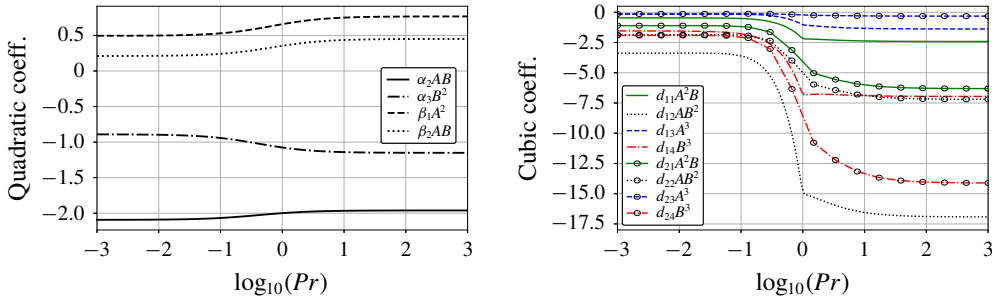 Quadratic coeff.
0.5
0
−0.5
−1.0
−1.5
−2.0
α₂AB
α₃B²
β₁A²
β₂AB
−3 −2 −1 0 1 2 3
log₁₀(Pr)
Cubic coeff.
0
−2.5
−5.0
−7.5
−10.0
−12.5
−15.0
−17.5
d₁₁A²B
d₁₂AB²
d₁₃A³
d₁₄B³
d₂₁A²B
d₂₂AB²
d₂₃A³
d₂₄B³
−3 −2 −1 0 1 2 3
log₁₀(Pr)